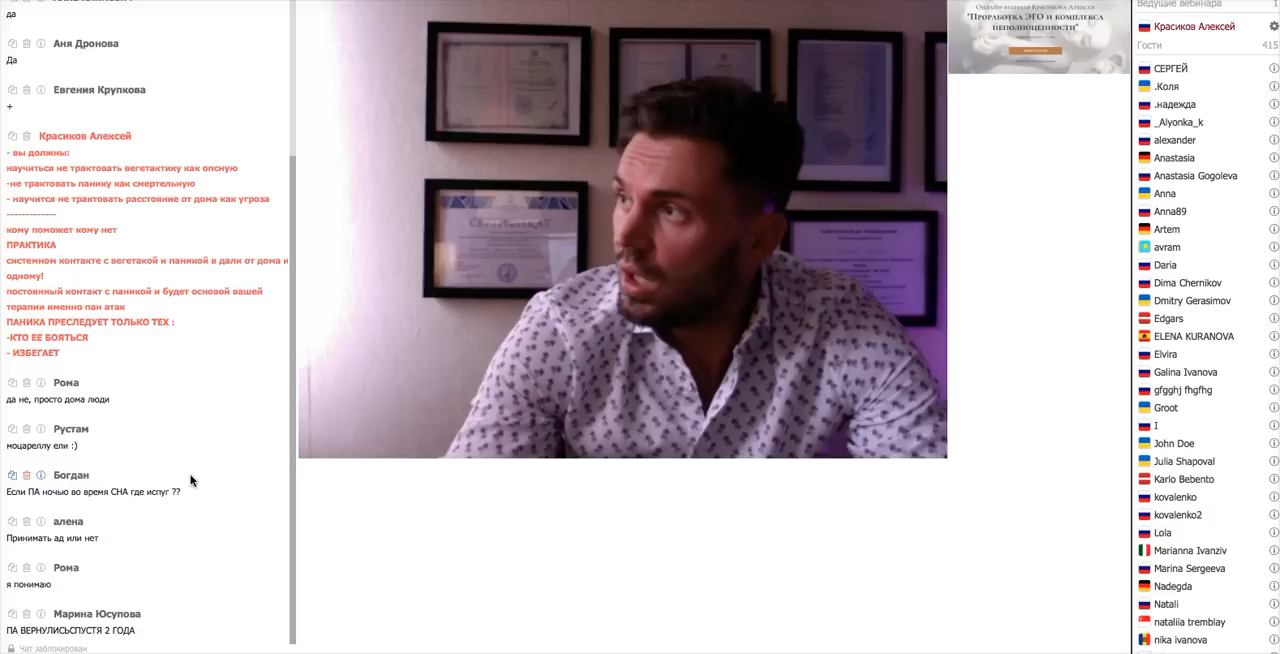 да
Аня Дронова
Да
Евгения Крупкова
+
Красиков Алексей
- вы должны:
научиться не трактовать вегетактику как опсную
-не трактовать панику как смертельную
- научится не трактовать расстояние от дома как угроза
-------------
кому поможет кому нет
ПРАКТИКА
системном контакте с вегетакой и паникой в дали от дома и
одному!
постоянный контакт с паникой и будет основой вашей
терапии именно пан атак
ПАНИКА ПРЕСЛЕДУЕТ ТОЛЬКО ТЕХ :
-КТО ЕЕ БОЯТЬСЯ
- ИЗБЕГАЕТ
Рома
да не, просто дома люди
Рустам
моцареллу ели :)
Богдан
Если ПА ночью во время СНА где испуг ??
алена
Принимать ад или нет
Рома
я понимаю
Марина Юсупова
ПА ВЕРНУЛИСЬСПУСТЯ 2 ГОДА
Чат заблокирован
СЕРТИФИКАТ
Онлайн-велинар Красикова Алексея
"Проработка ЭГО и комплекса
неполноценности"
Ведущие вебинара 1
Красиков Алексей
Гости 415
СЕРГЕЙ
.Коля
.надежда
_Alyonka_k
alexander
Anastasia
Anastasia Gogoleva
Anna
Anna89
Artem
avram
Daria
Dima Chernikov
Dmitry Gerasimov
Edgars
ELENA KURANOVA
Elvira
Galina Ivanova
gfgghj fhgfhg
Groot
I
John Doe
Julia Shapoval
Karlo Bebento
kovalenko
kovalenko2
Lola
Marianna Ivanziv
Marina Sergeeva
Nadegda
Natali
nataliia tremblay
nika ivanova